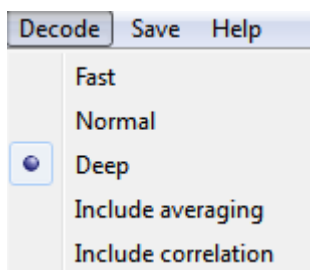 Decode Save Help
Fast
Normal
Deep
Include averaging
Include correlation